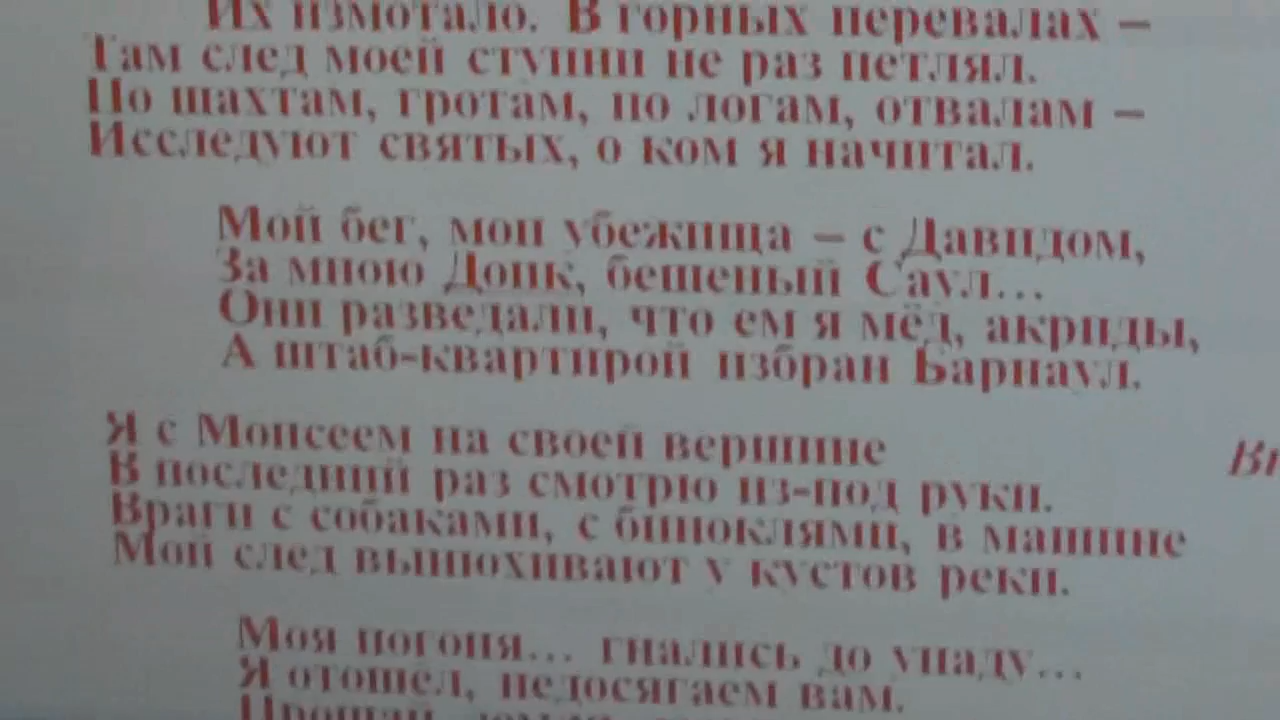 Их измотало. В горных перевалах –
Там след моей ступни не раз петлял.
По шахтам, гротам, по логам, отвалам –
Исследуют святых, о ком я начитал.
Мой бег, мои убежища – с Давидом,
За мною Доик, бешеный Саул...
Они разведали, что ем я мёд, акриды,
А штаб-квартирой избран Барнаул.
Я с Моисеем на своей вершине
В последний раз смотрю из-под руки.
Враги с собаками, с биноклями, в машине
Мой след вынюхивают у кустов реки.
Моя погоня... гнались до упаду...
Я отошёл, недосягаем вам.
Прощай,